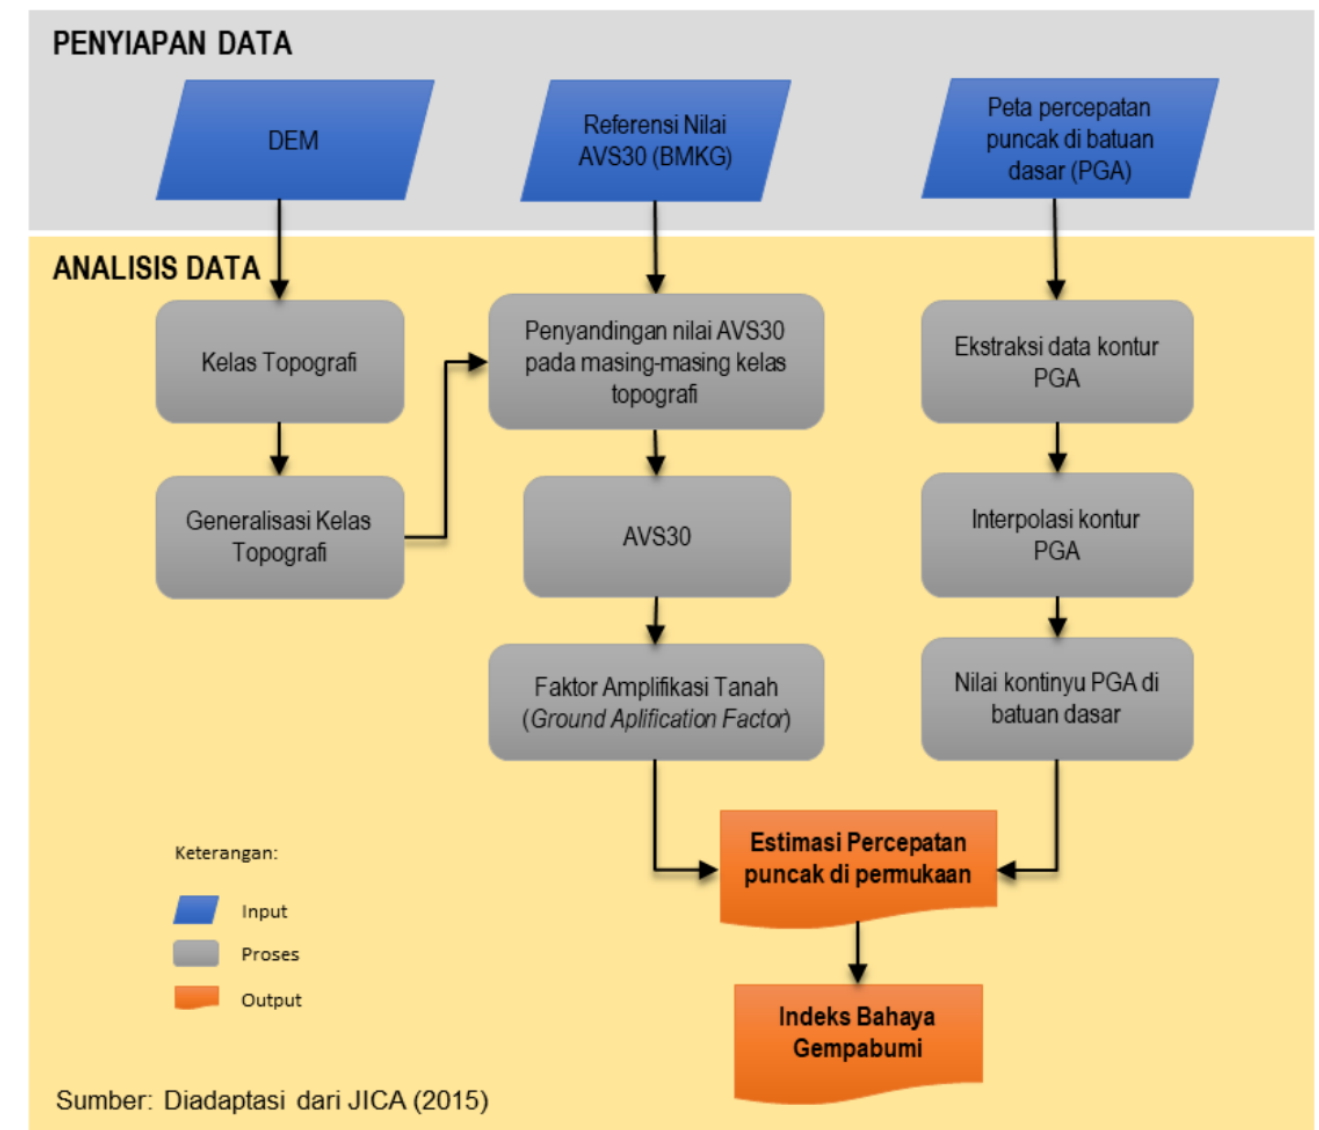 PENYIAPAN DATA
DEM
Referensi Nilai
AVS30 (BMKG)
Peta percepatan
puncak di batuan
dasar (PGA)
ANALISIS DATA
Kelas Topografi
Penyandingan nilai AVS30
pada masing-masing kelas
topografi
Ekstraksi data kontur
PGA
Generalisasi Kelas
Topografi
AVS30
Interpolasi kontur
PGA
Faktor Amplifikasi Tanah
(Ground Aplification Factor)
Nilai kontinyu PGA di
batuan dasar
Estimasi Percepatan
puncak di permukaan
Indeks Bahaya
Gempabumi
Keterangan:
Input
Proses
Output
Sumber: Diadaptasi dari JICA (2015)